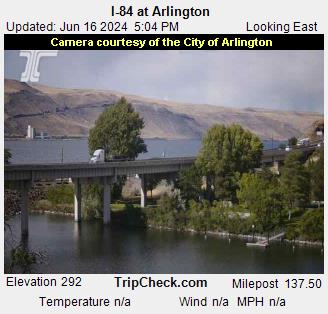 I-84 at Arlington
Updated: Jun 16 2024 5:04 PM Looking East
Camera courtesy of the City of Arlington
Elevation 292 TripCheck.com Milepost 137.50
Temperature n/a Wind n/a MPH n/a